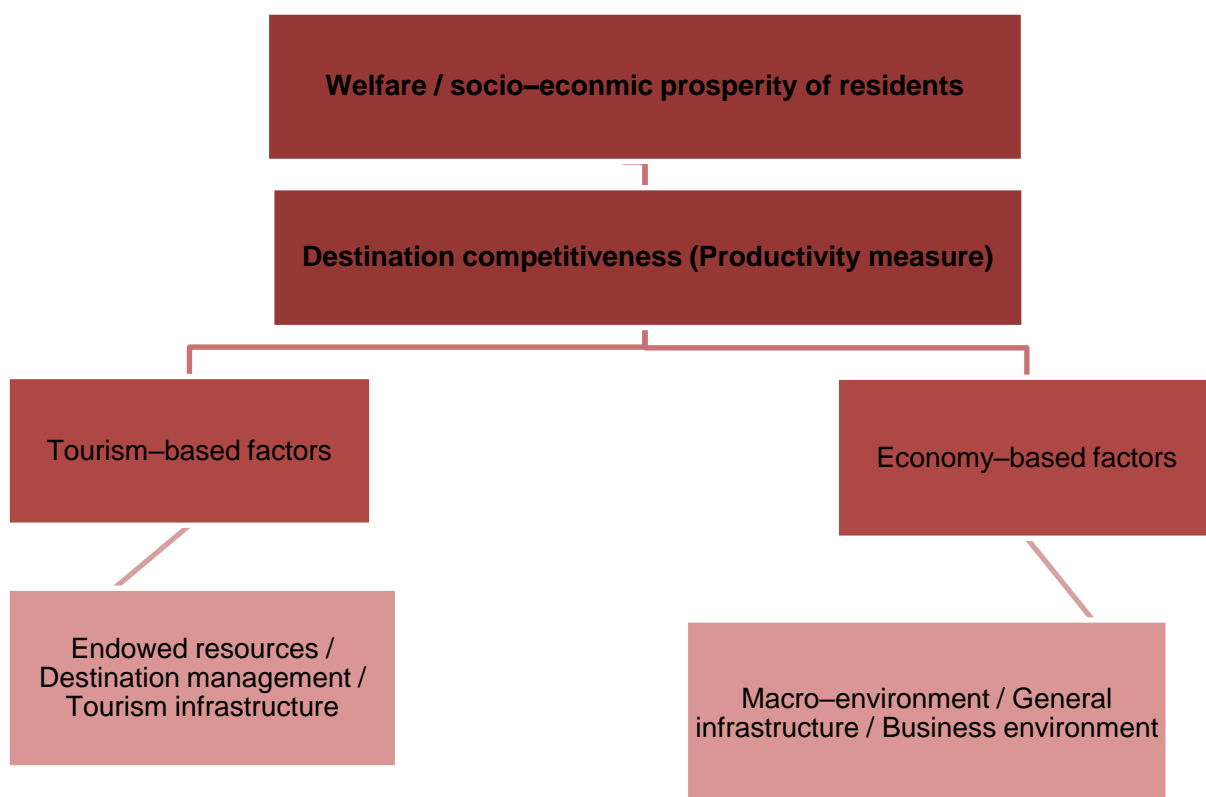 Welfare / socio–econmic prosperity of residents
Destination competitiveness (Productivity measure)
Tourism–based factors
Economy–based factors
Endowed resources /
Destination management /
Tourism infrastructure
Macro–environment / General
infrastructure / Business environment